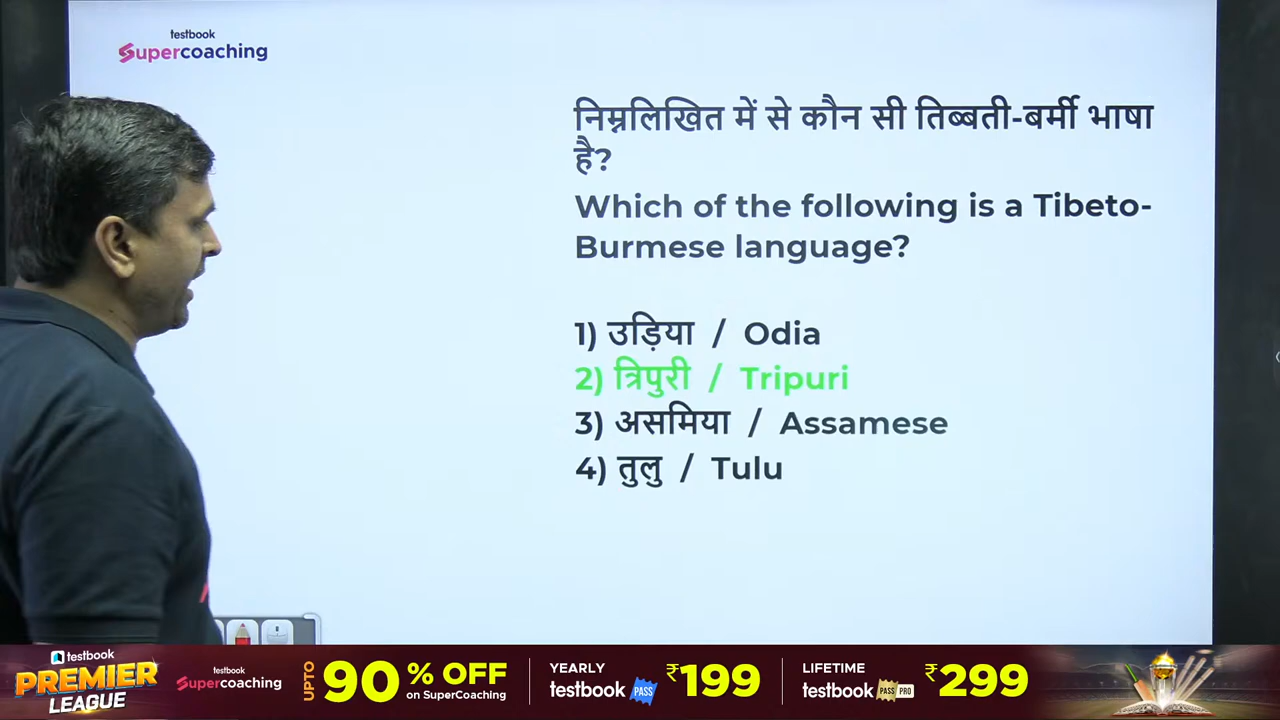 testbook
Supercoaching
निम्नलिखित में से कौन सी तिब्बती-बर्मी भाषा
है?
Which of the following is a Tibeto-
Burmese language?
1) उड़िया / Odia
2) त्रिपुरी / Tripuri
3) असमिया / Assamese
4) तुलु / Tulu
testbook
PREMIER
LEAGUE
testbook
Supercoaching
UPTO
90% OFF
on SuperCoaching
YEARLY
testbook PASS
₹199
LIFETIME
testbook PASS PRO
₹299